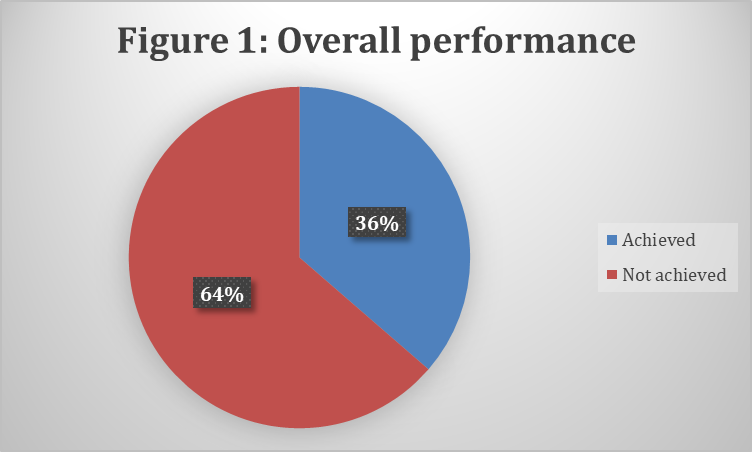 Figure 1: Overall performance
36%
64%
Achieved
Not achieved